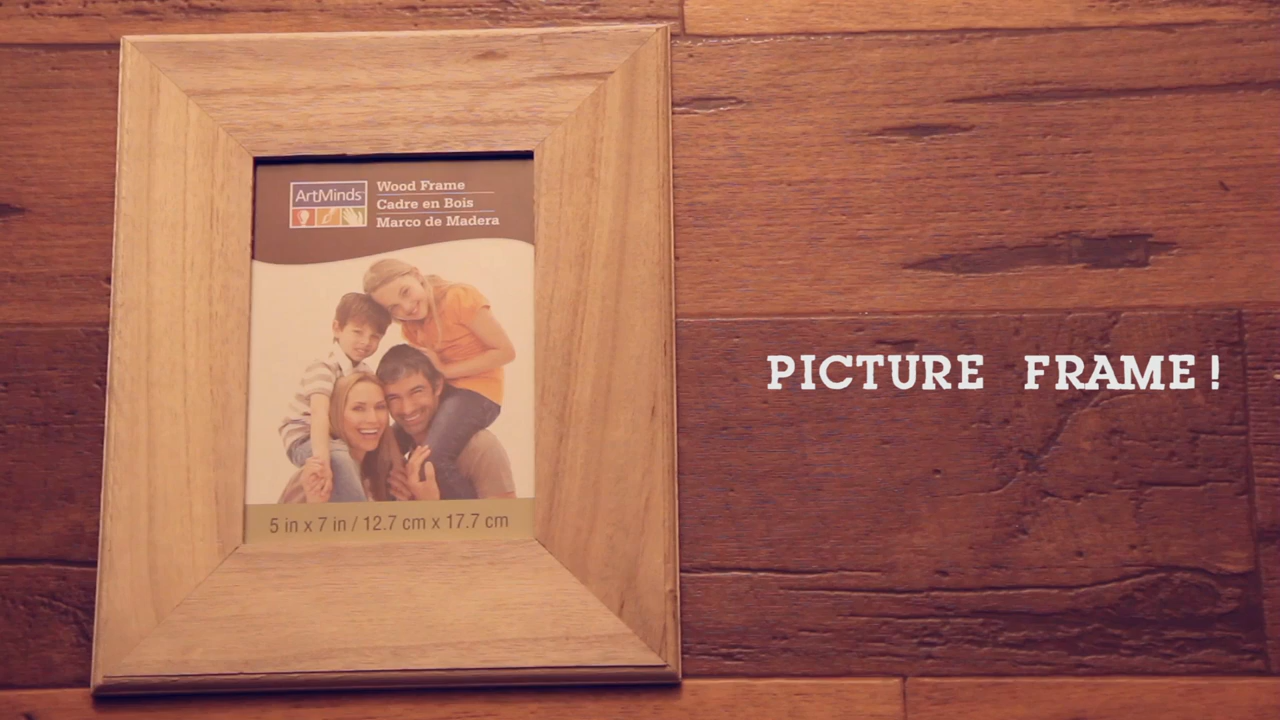 ArtMinds
Wood Frame
Cadre en Bois
Marco de Madera
5 in x 7 in / 12.7 cm x 17.7 cm
PICTURE FRAME!